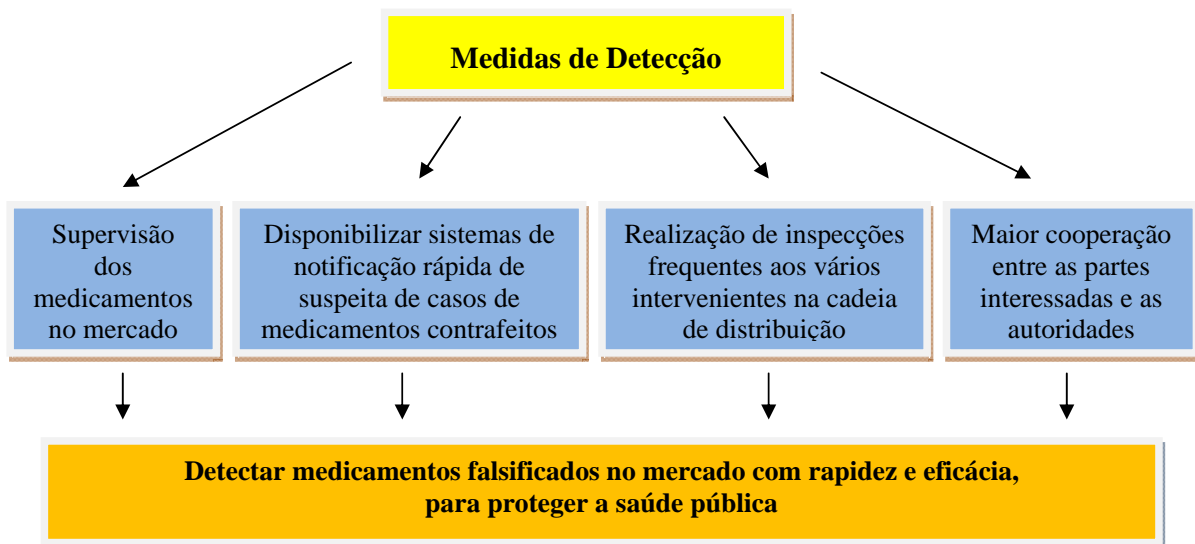 Medidas de Detecção
Supervisão
dos
medicamentos
no mercado
Disponibilizar sistemas de
notificação rápida de
suspeita de casos de
medicamentos contrafeitos
Realização de inspecções
frequentes aos vários
intervenientes na cadeia
de distribuição
Maior cooperação
entre as partes
interessadas e as
autoridades
Detectar medicamentos falsificados no mercado com rapidez e eficácia,
para proteger a saúde pública